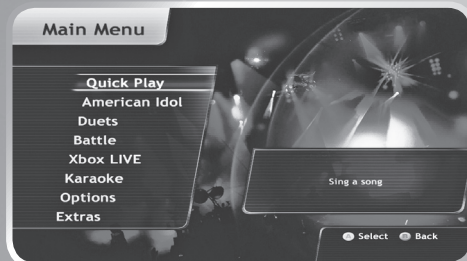 Main Menu
Quick Play
American Idol
Duets
Battle
Xbox LIVE
Karaoke
Options
Extras
Sing a song
Select Back